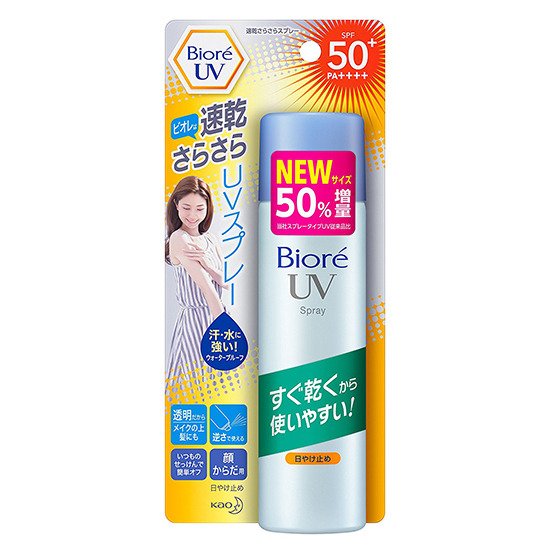 速乾さらさらスプレー
Bioré
UV
SPF
50+
PA++++
ビオレは
速乾
さらさら
UVスプレー
汗・水に
強い!
ウォータープルーフ
透明だから
メイクの上
髪にも
逆さで使える
いつもの
せっけんで
簡単オフ
顔
からだ用
日やけ止め
Kao
NEWサイズ
50%増量
当社スプレータイプUV従来品比
Bioré
UV
Spray
すぐ乾くから
使いやすい!
日やけ止め